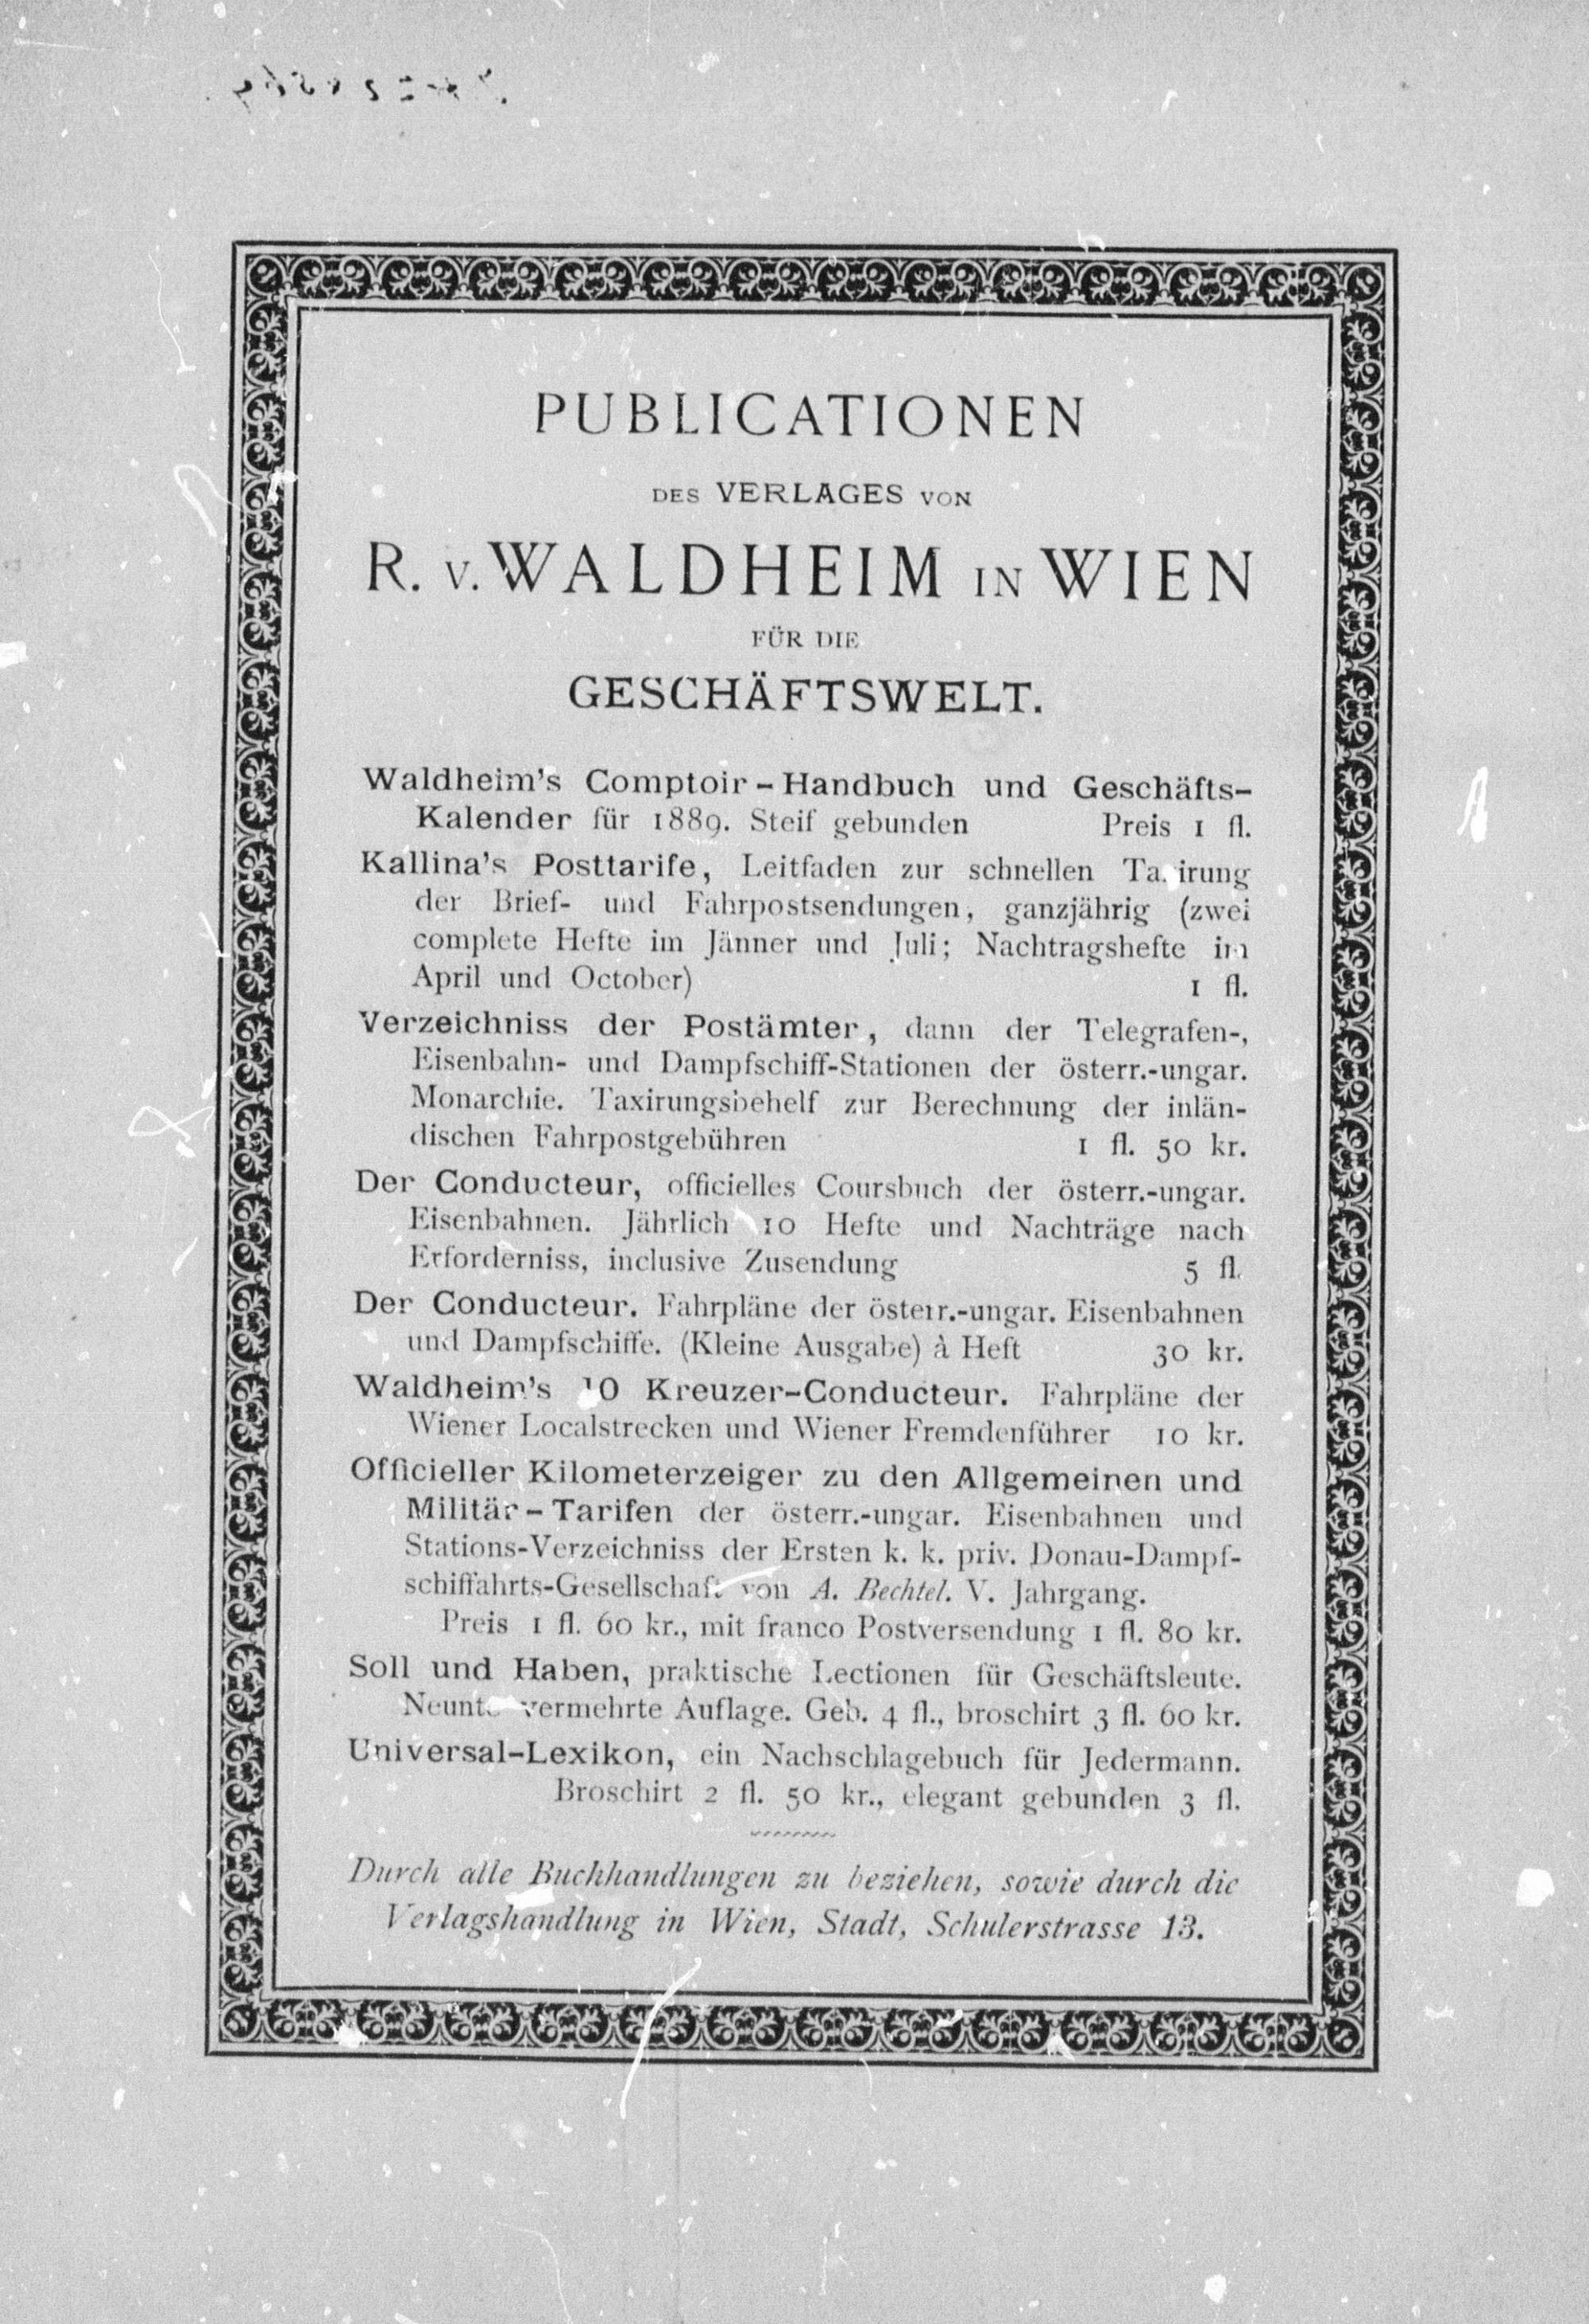 PUBLICATIONEN
DES VERLAGES VON
R. v. WALDHEIM IN WIEN
FÜR DIE
GESCHÄFTSWELT.
Waldheim's Comptoir-Handbuch und Geschäfts-
Kalender für 1889. Steif gebunden Preis 1 fl.
Kallina's Posttarife, Leitfaden zur schnellen
der Brief- und Fahrpostsendungen, ganzjährig (zwei
complete Hefte im Jänner und Juli; Nachtragshefte im
April und October) 1 fl.
Verzeichniss der Postämter, dann der Telegrafen-,
Eisenbahn- und Dampfschiff-Stationen der österr.-ungar.
Monarchie. Taxirungsbehelf zur Berechnung der inlän-
dischen Fahrpostgebühren 1 fl. 50 kr.
Der Conducteur, officielles Coursbuch der österr.-ungar.
Eisenbahnen. Jährlich 10 Hefte und Nachträge nach
Erforderniss, inclusive Zusendung 5 fl.
Der Conducteur. Fahrpläne der österr.-ungar. Eisenbahnen
und Dampfschiffe. (Kleine Ausgabe) à Heft 30 kr.
Waldheim's 10 Kreuzer-Conducteur. Fahrpläne der
Wiener Localstrecken und Wiener Fremdenführer 10 kr.
Officieller Kilometerzeiger zu den Allgemeinen und
Militär-Tarifen der österr.-ungar. Eisenbahnen und
Stations-Verzeichniss der Ersten k. k. priv. Donau-Dampf-
schiffahrts-Gesellschaft von A. Bechtel. V. Jahrgang.
Preis 1 fl. 60 kr., mit franco Postversendung 1 fl. 80 kr.
Soll und Haben, praktische Lectionen für Geschäftsleute.
Neunte vermehrte Auflage. Geb. 4 fl., broschirt 3 fl. 60 kr.
Universal-Lexikon, ein Nachschlagebuch für Jedermann.
Broschirt 2 fl. 50 kr., elegant gebunden 3 fl.
Durch alle Buchhandlungen zu beziehen, sowie durch die
Verlagshandlung in Wien, Stadt, Schulerstrasse 13.